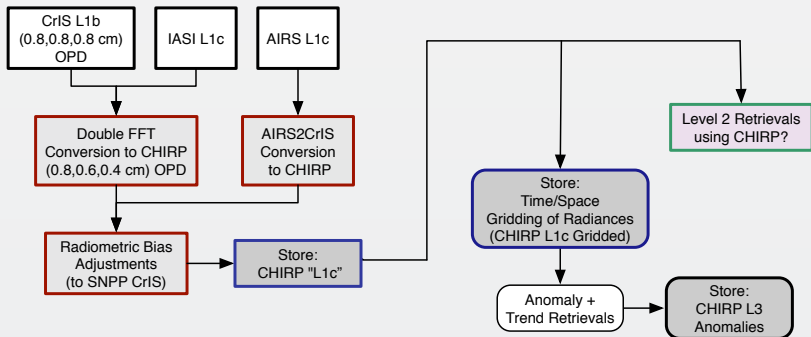 CrIS L1b
(0.8,0.8,0.8 cm)
OPD
IASI L1c
AIRS L1c
Double FFT
Conversion to CHIRP
(0.8,0.6,0.4 cm) OPD
AIRS2CrIS
Conversion
to CHIRP
Radiometric Bias
Adjustments
(to SNPP CrIS)
Store:
CHIRP "L1c”
Level 2 Retrievals
using CHIRP?
Store:
Time/Space
Gridding of Radiances
(CHIRP L1c Gridded)
Anomaly +
Trend Retrievals
Store:
CHIRP L3
Anomalies